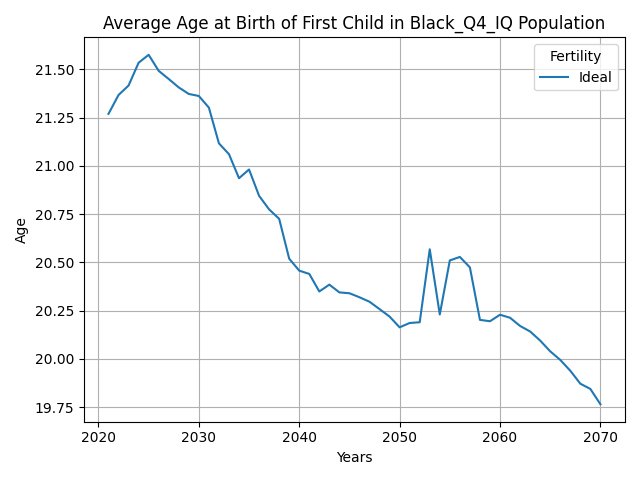 Average Age at Birth of First Child in Black_Q4_IQ Population
Fertility
Ideal
21.50
21.25
21.00
20.75
20.50
20.25
20.00
19.75
Age
2020 2030 2040 2050 2060 2070
Years